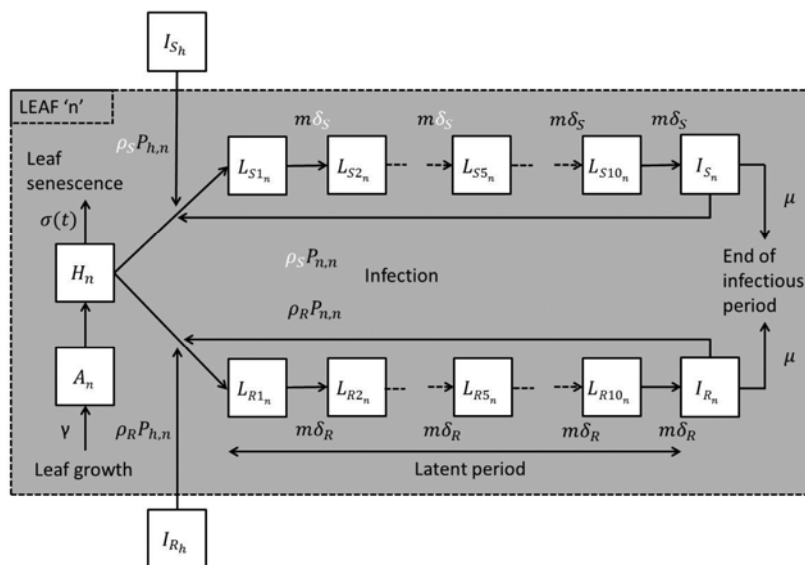 I_{S_h}
LEAF 'n'
mδ_S mδ_S mδ_S mδ_S
ρ_S P_{h,n}
Leaf
senescence
L_{S1_n} L_{S2_n} L_{S5_n} L_{S10_n} I_{S_n}
σ(t)
μ
H_n
ρ_S P_{n,n}
Infection
End of
infectious
period
ρ_R P_{n,n}
μ
A_n
L_{R1_n} L_{R2_n} L_{R5_n} L_{R10_n} I_{R_n}
γ
ρ_R P_{h,n}
mδ_R mδ_R mδ_R mδ_R
Leaf growth
Latent period
I_{R_h}